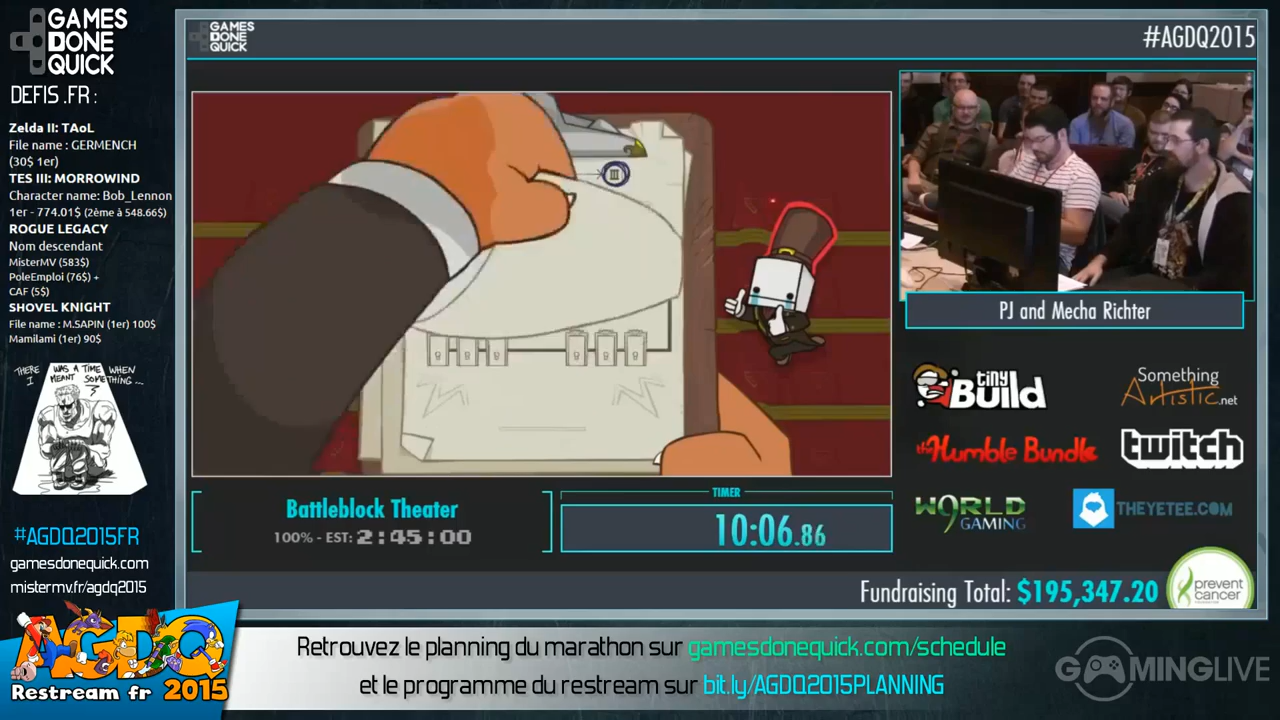 GAMES
DONE
QUICK
DEFIS .FR :
Zelda II: TAoL
File name : GERMENCH
(30$ 1er)
TES III: MORROWIND
Character name: Bob_Lennon
1er - 774.01$ (2ème à 548.66$)
ROGUE LEGACY
Nom descendant
MisterMV (583$)
PoleEmploi (76$) +
CAF (5$)
SHOVEL KNIGHT
File name : M.SAPIN (1er) 100$
Mamilami (1er) 90$
THERE WAS A TIME WHEN
I MEANT SOMETHING...
#AGDQ2015FR
gamesdonequick.com
mistermv.fr/agdq2015
AGDQ
Restream fr 2015
GAMES
DONE
QUICK
#AGDQ2015
III
PJ and Mecha Richter
tiny
Build
Something
Artistic.net
the Humble Bundle
twitch
WORLD
GAMING
THEYETEE.COM
Battleblock Theater
100% - EST: 2:45:00
TIMER
10:06.86
Fundraising Total: $195,347.20
prevent
cancer
Retrouvez le planning du marathon sur gamesdonequick.com/schedule
et le programme du restream sur bit.ly/AGDQ2015PLANNING
GAMINGLIVE